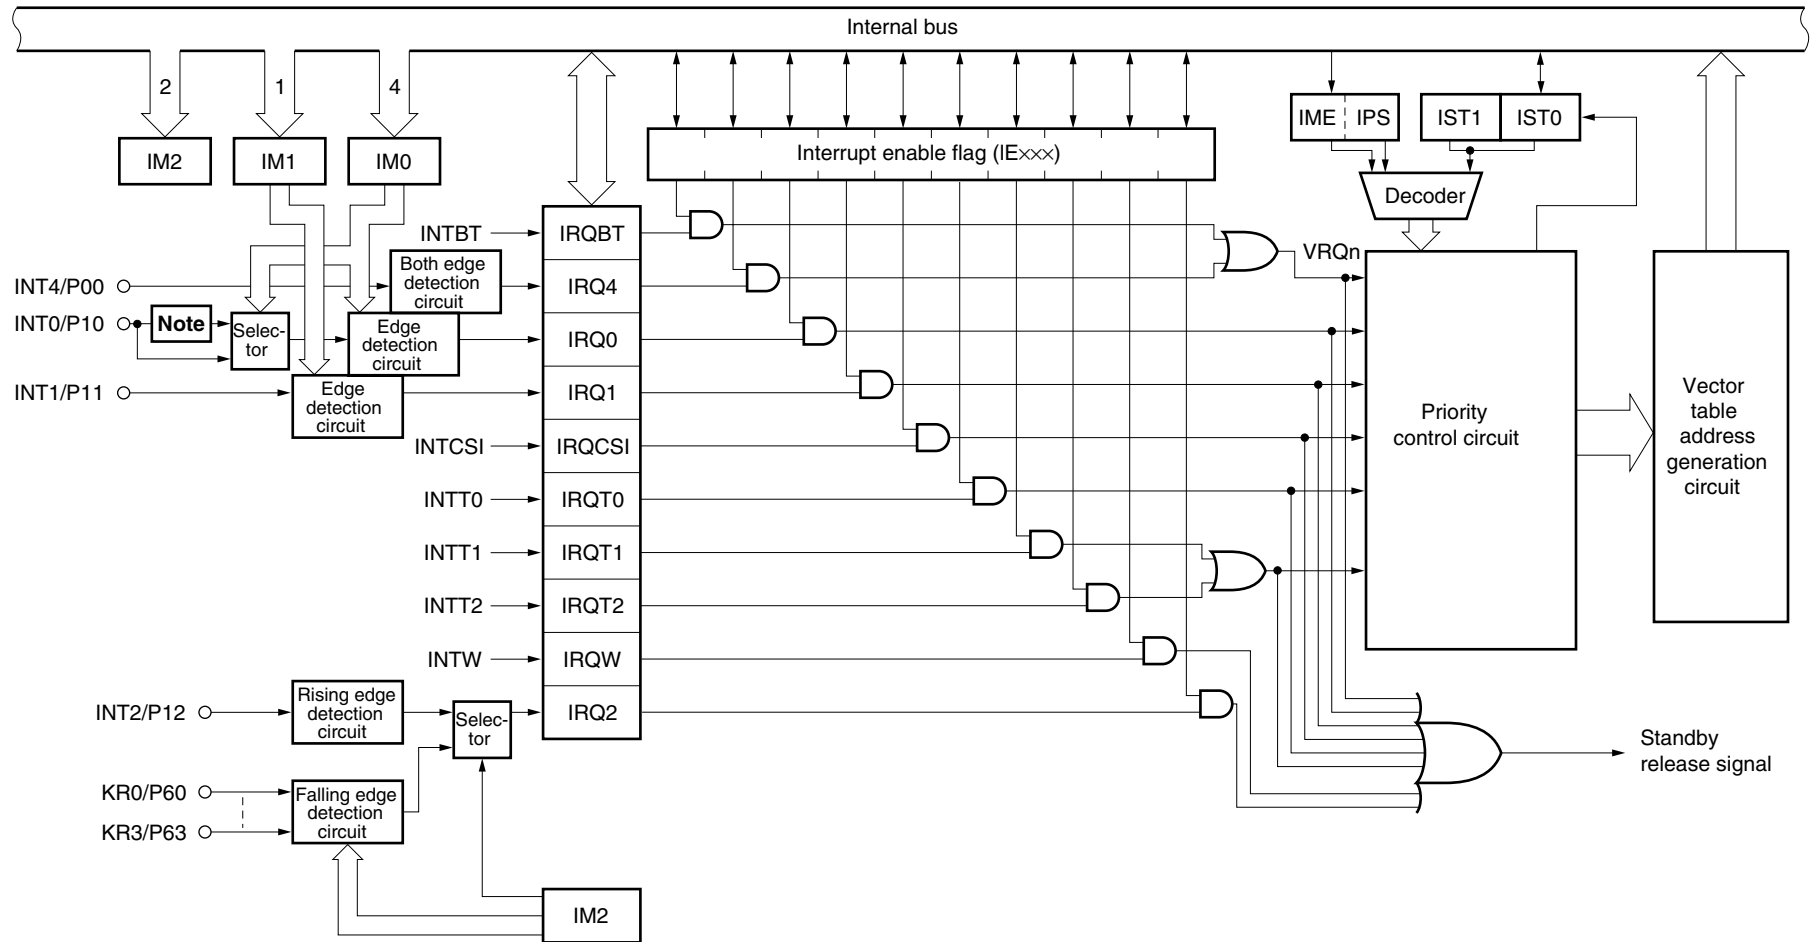 Internal bus
2
1
4
IM2
IM1
IM0
IME
IPS
IST1
IST0
Interrupt enable flag (IE×××)
Decoder
INTBT
IRQBT
VRQn
INT4/P00
Both edge
detection
circuit
IRQ4
INT0/P10
Note
Selec-
tor
Edge
detection
circuit
IRQ0
INT1/P11
Edge
detection
circuit
IRQ1
Priority
control circuit
Vector
table
address
generation
circuit
INTCSI
IRQCSI
INTT0
IRQT0
INTT1
IRQT1
INTT2
IRQT2
INTW
IRQW
INT2/P12
Rising edge
detection
circuit
Selec-
tor
IRQ2
Standby
release signal
KR0/P60
KR3/P63
Falling edge
detection
circuit
IM2